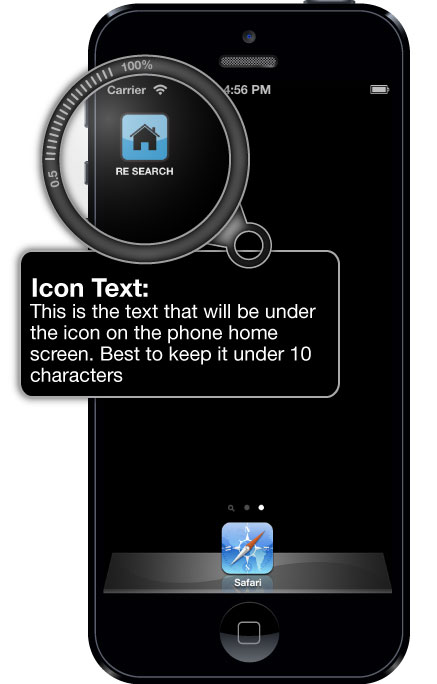 100%
0.5
Carrier 4:56 PM
RE SEARCH
Icon Text:
This is the text that will be under
the icon on the phone home
screen. Best to keep it under 10
characters
Safari